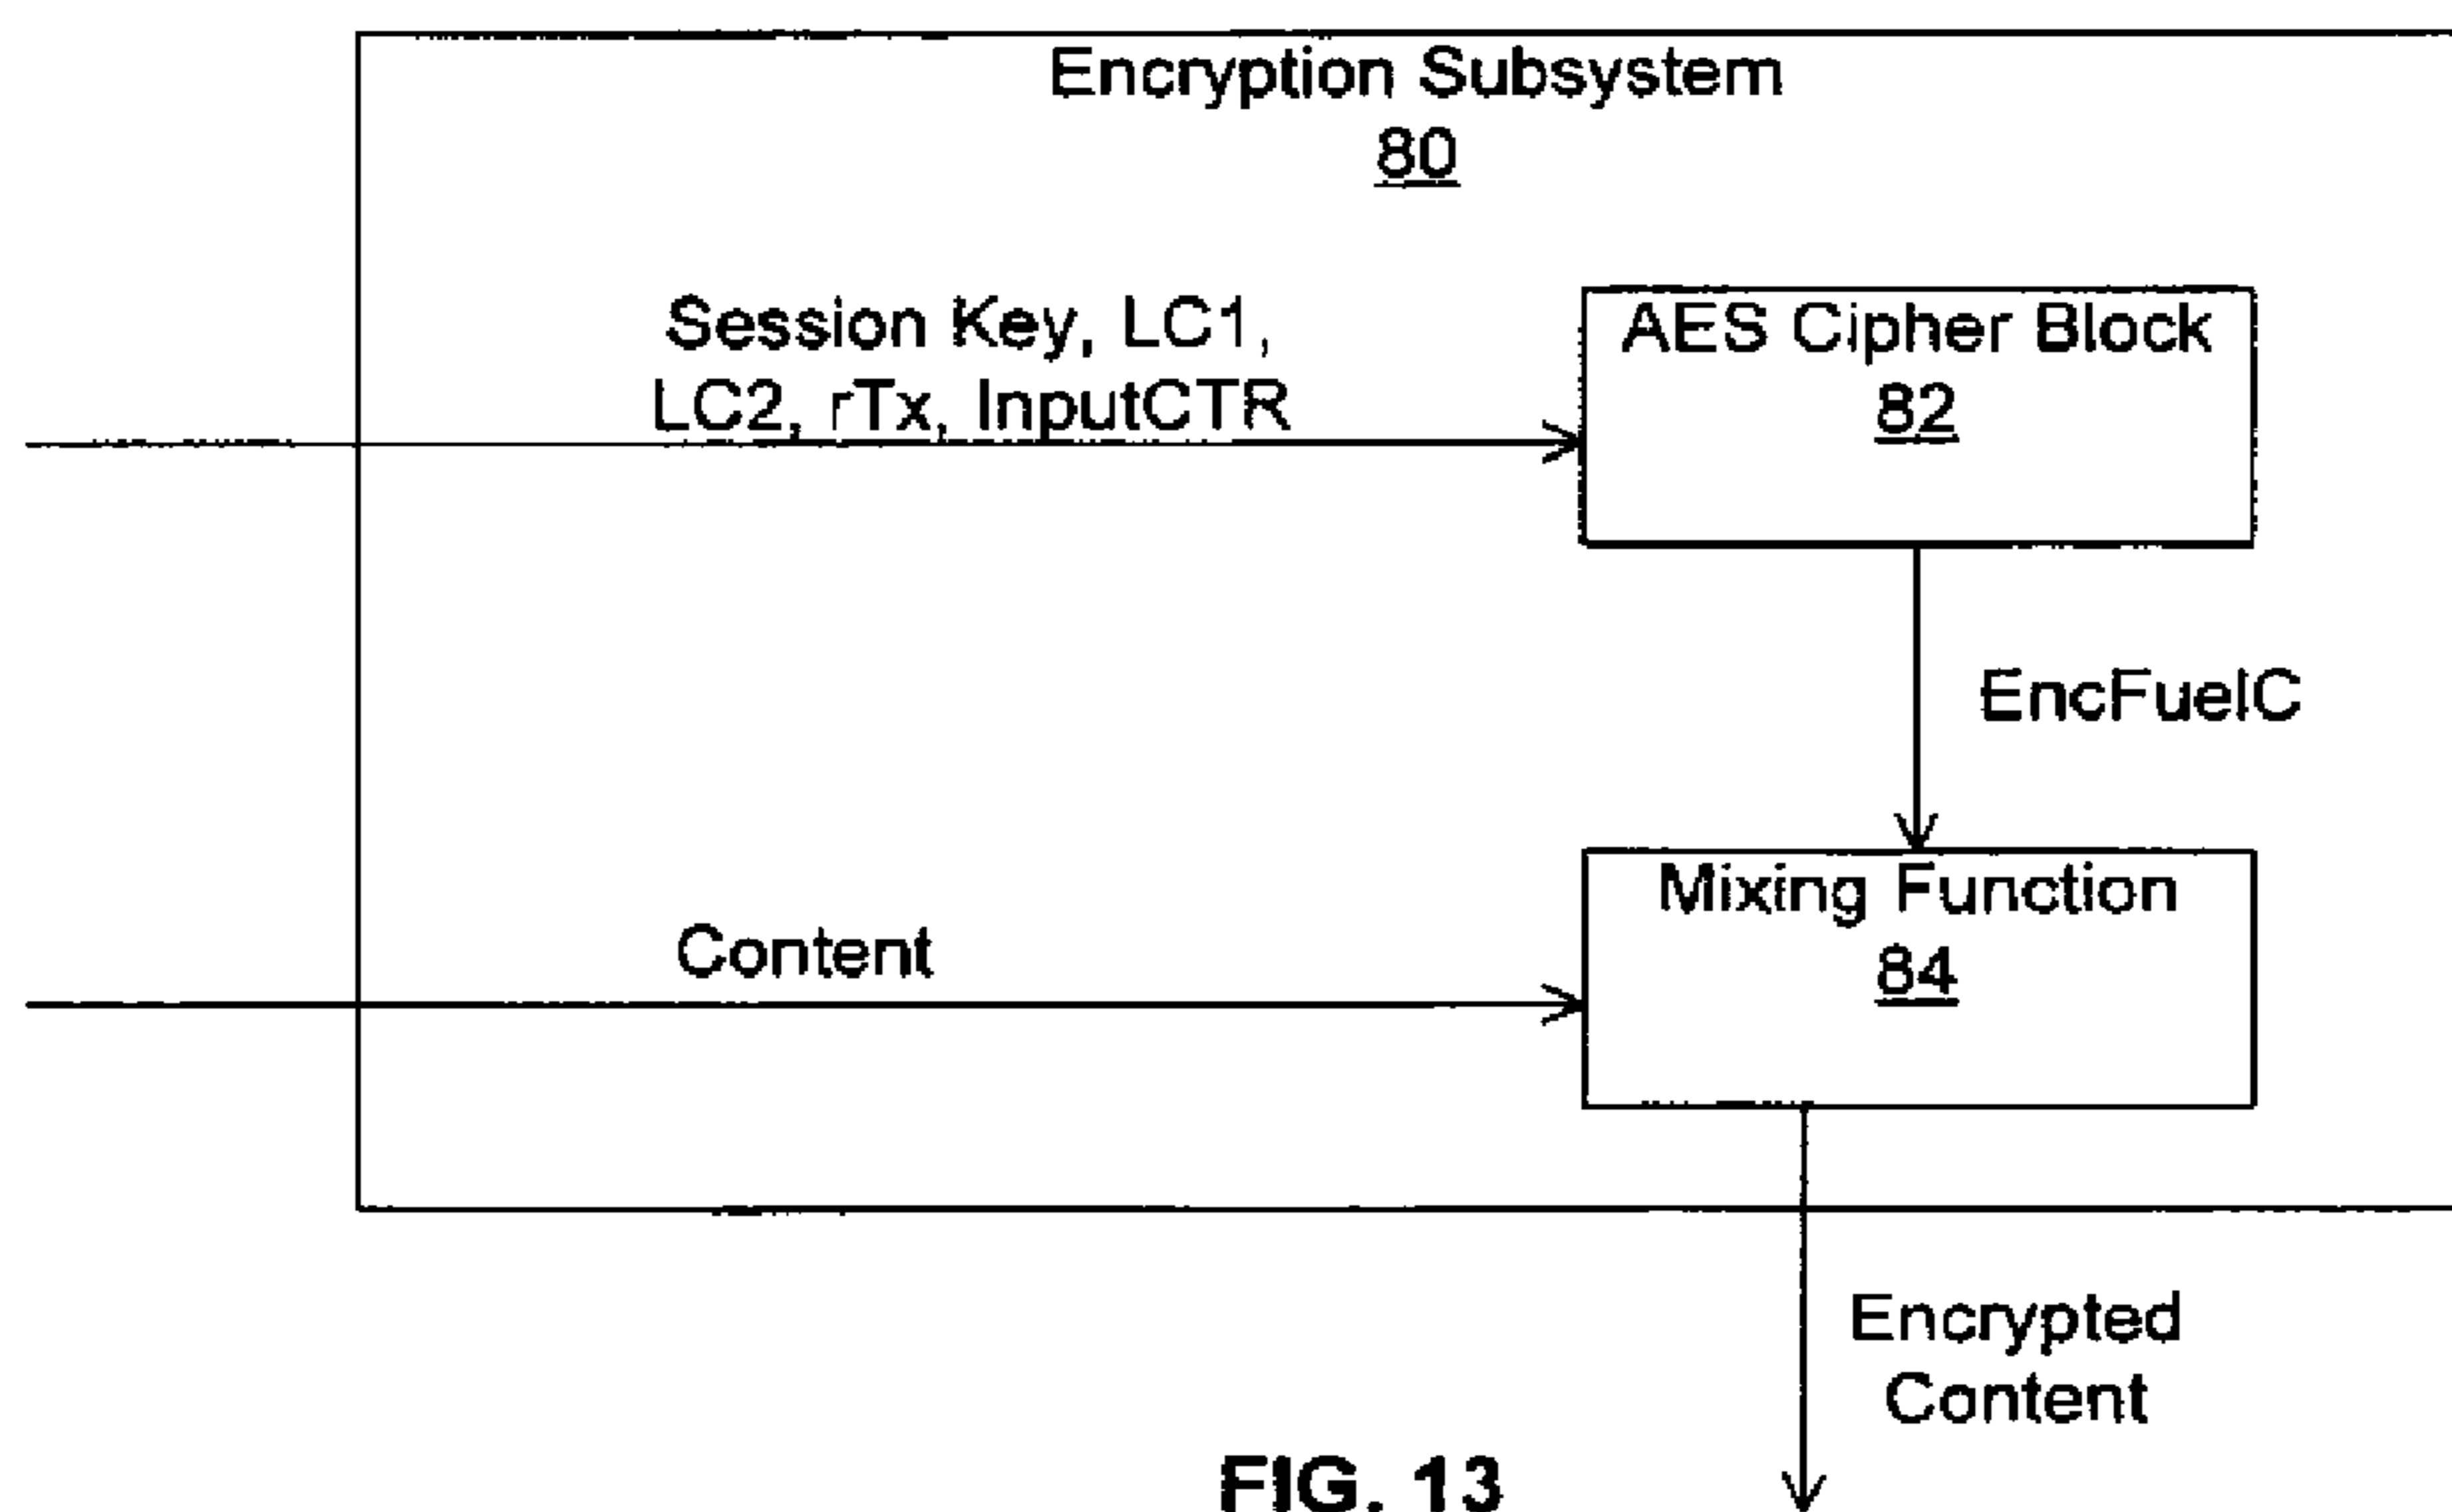 Encryption Subsystem
80
Session Key, LC1,
LC2, rTx, InputCTR
AES Cipher Block
82
EncFuelC
Mixing Function
84
Content
Encrypted
Content
FIG. 13